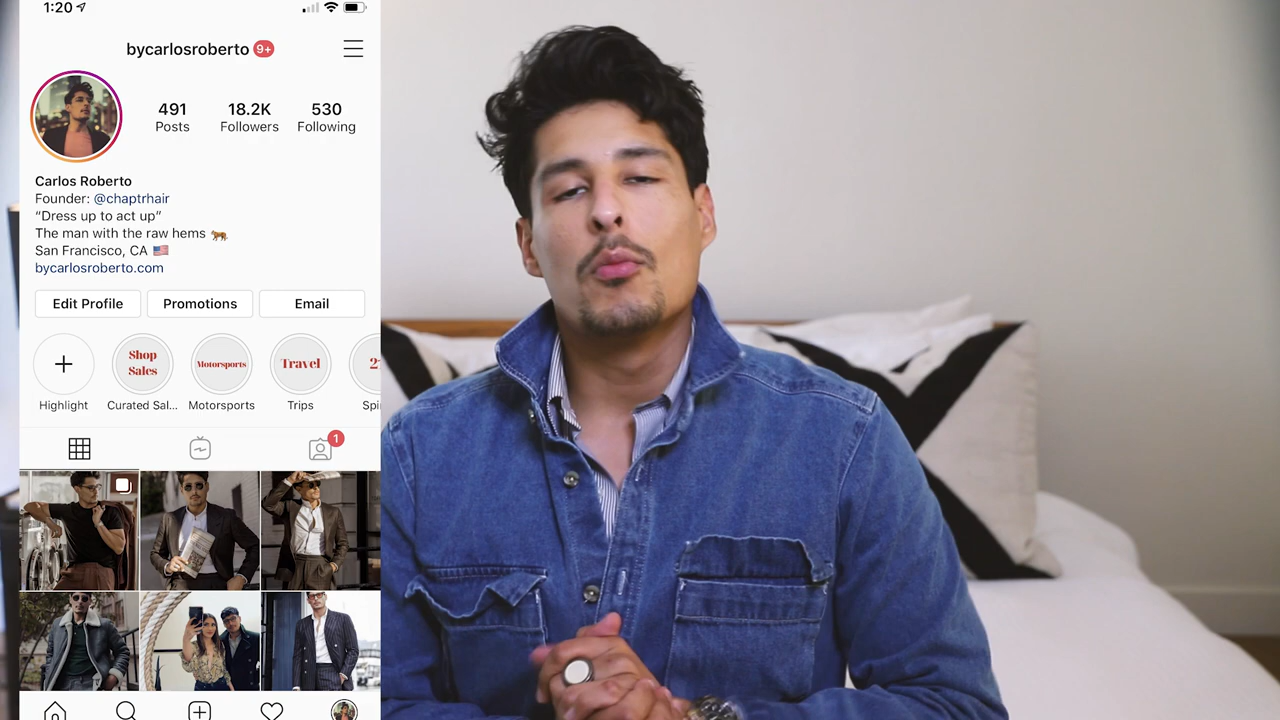 1:20
bycarlosroberto 9+
491 18.2K 530
Posts Followers Following
Carlos Roberto
Founder: @chaptrhair
“Dress up to act up”
The man with the raw hems 🐅
San Francisco, CA 🇺🇸
bycarlosroberto.com
Edit Profile Promotions Email
Shop
Sales
Motorsports
Travel
Highlight Curated Sal... Motorsports Trips
1